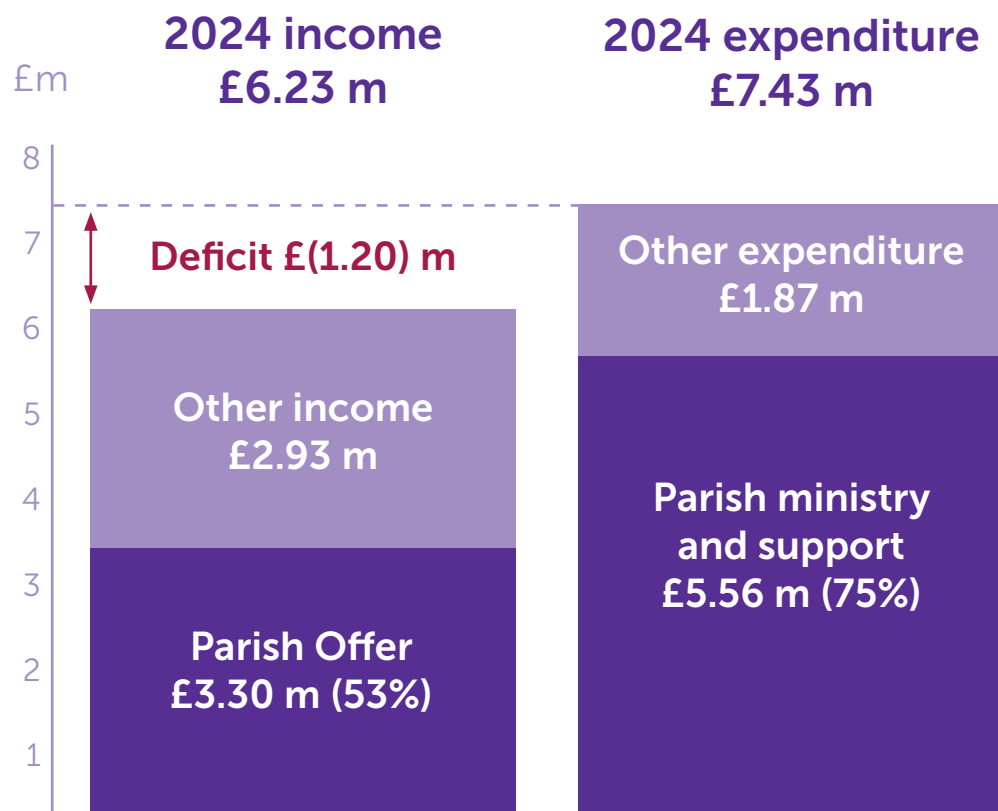 2024 income
£6.23 m
2024 expenditure
£7.43 m
£m
8
7
6
5
4
3
2
1
Deficit £(1.20) m
Other income
£2.93 m
Parish Offer
£3.30 m (53%)
Other expenditure
£1.87 m
Parish ministry
and support
£5.56 m (75%)